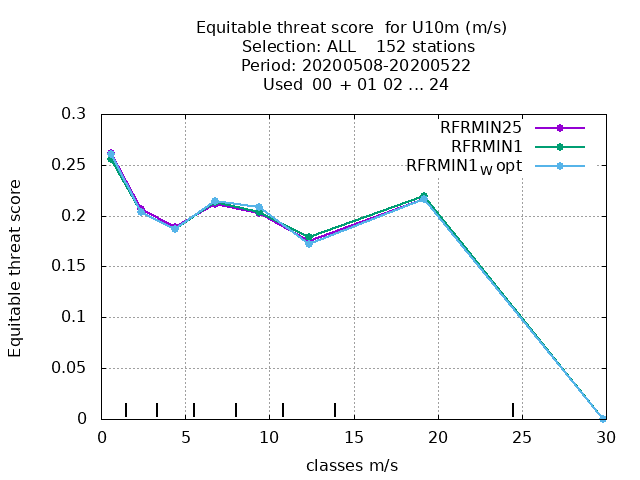 Equitable threat score  for U10m (m/s)
Selection: ALL    152 stations
Period: 20200508-20200522
Used  00 + 01 02 ... 24
0.3
0.25
0.2
0.15
0.1
0.05
0
Equitable threat score
RFRMIN25
RFRMIN1
RFRMIN1W opt
0 5 10 15 20 25 30
classes m/s